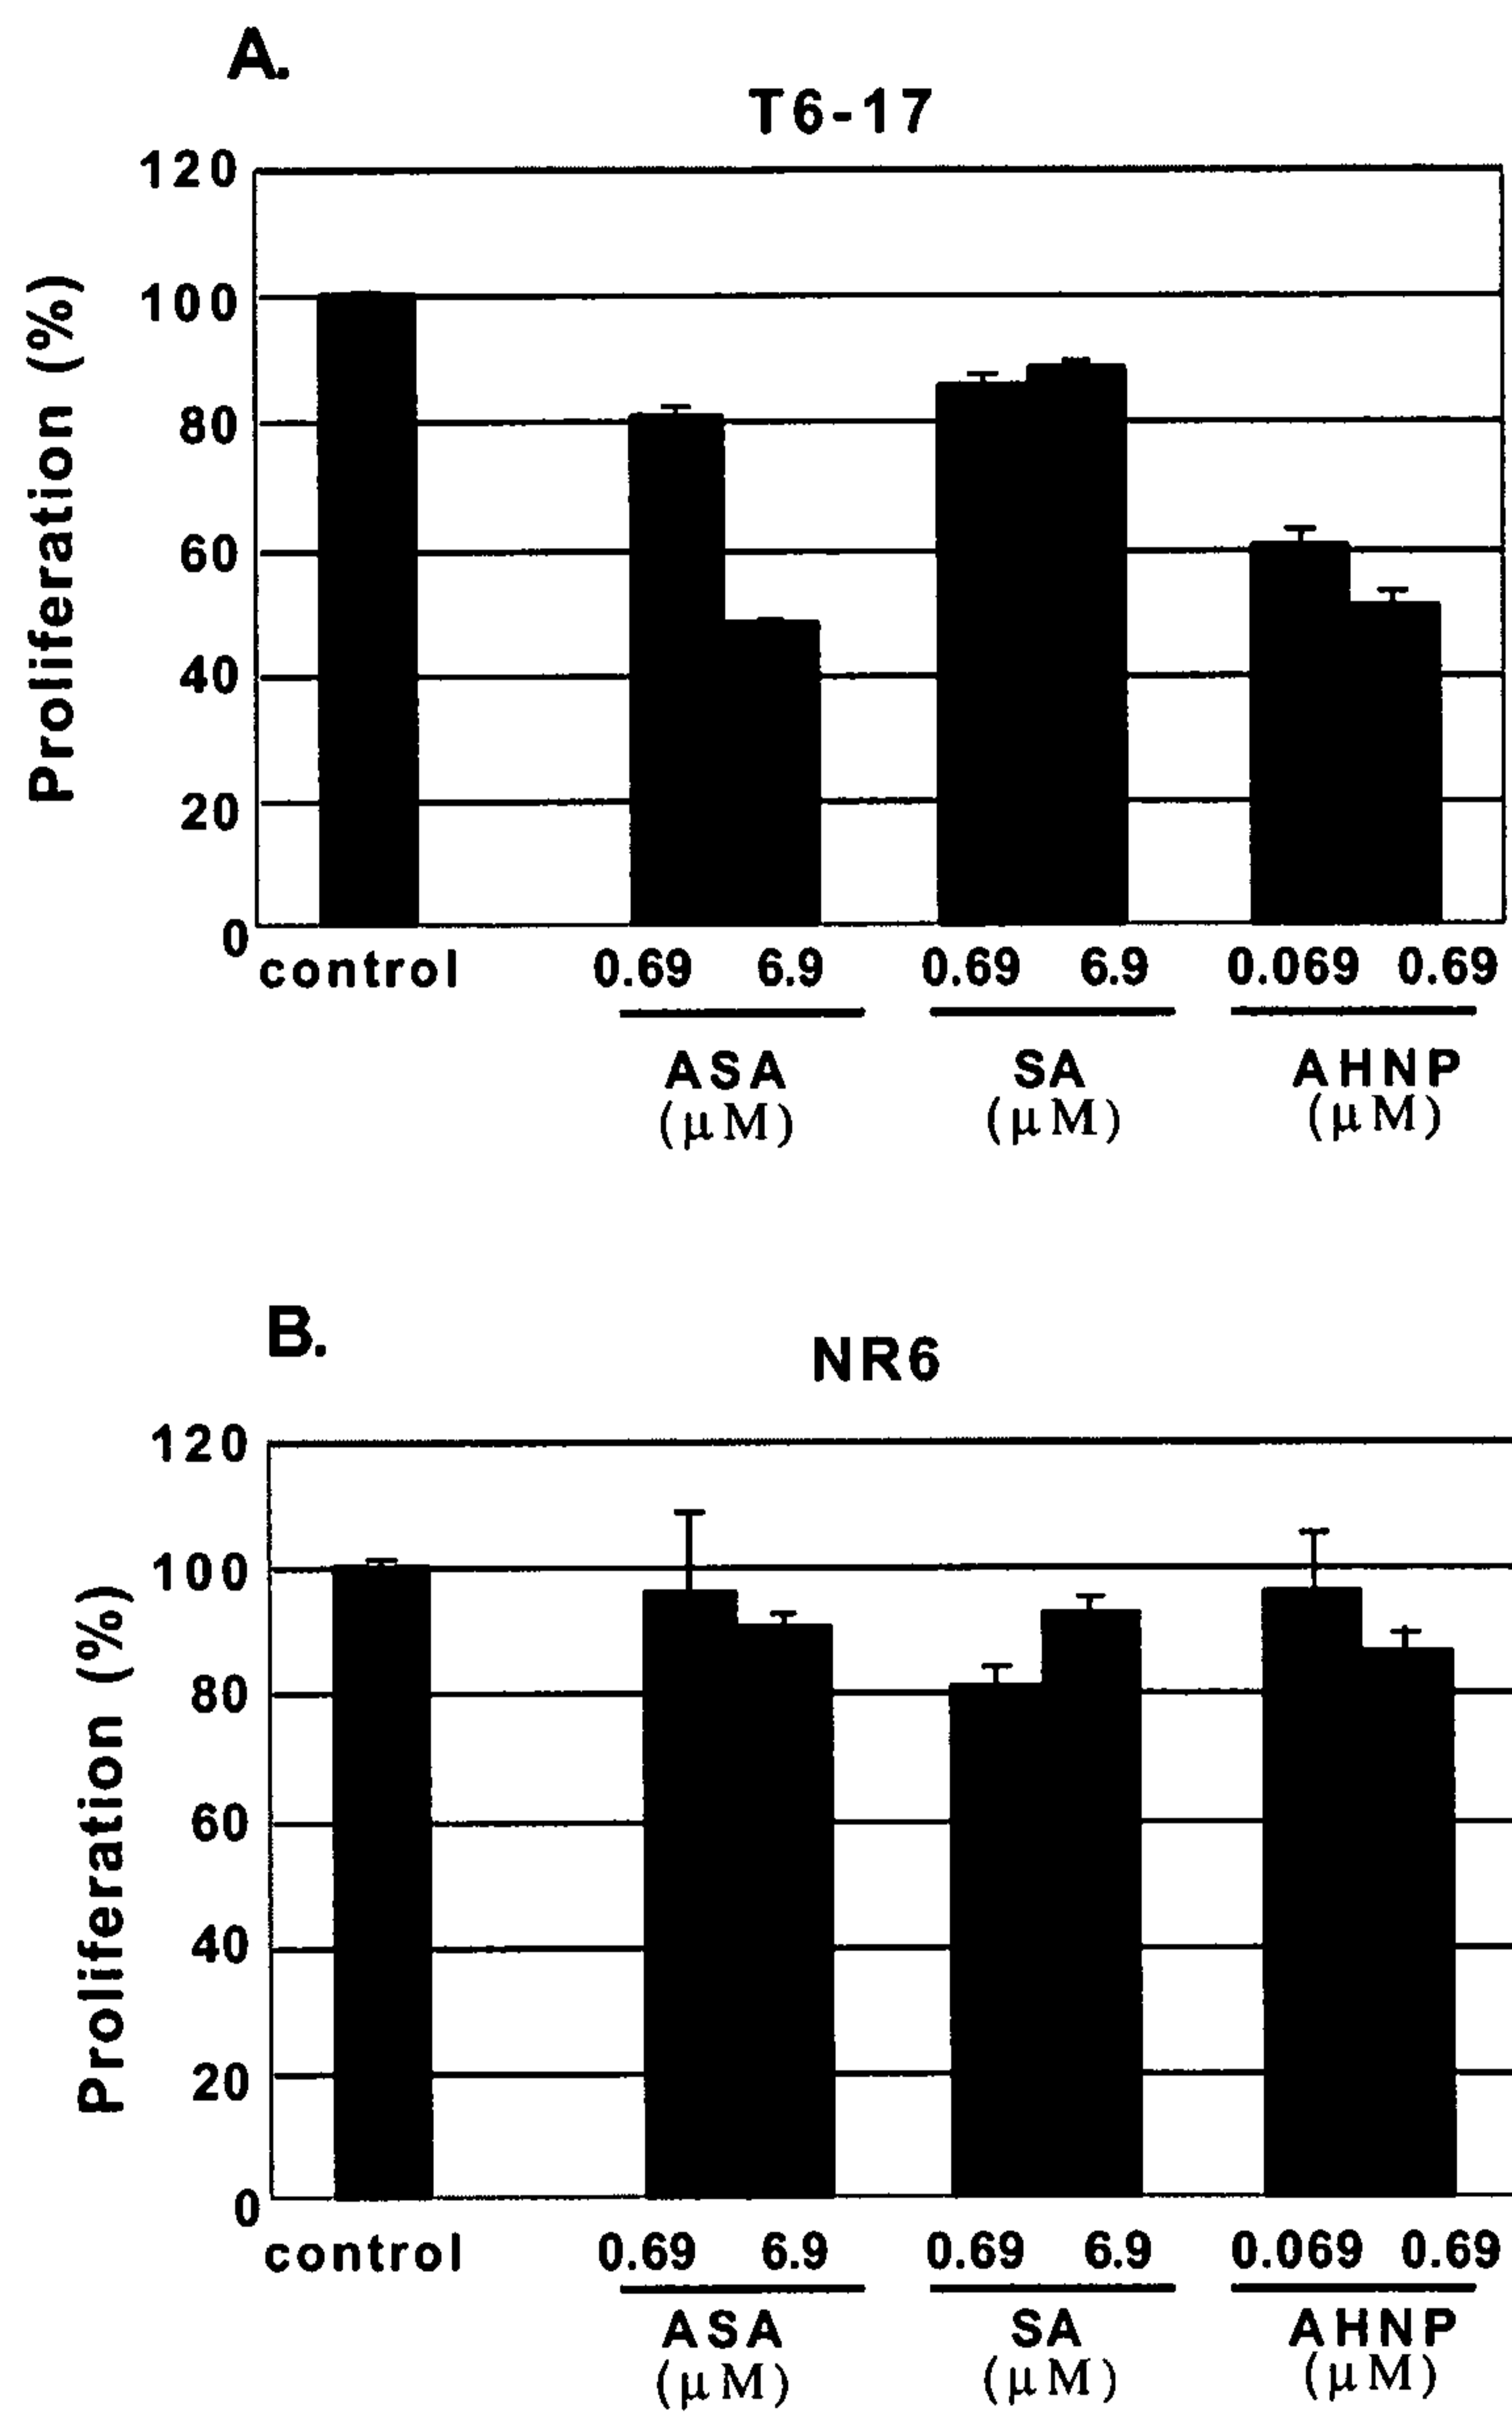 A.
T6-17
Proliferation (%)
120
100
80
60
40
20
0
control 0.69 6.9 0.69 6.9 0.069 0.69
ASA SA AHNP
(μM) (μM) (μM)
B.
NR6
Proliferation (%)
120
100
80
60
40
20
0
control 0.69 6.9 0.69 6.9 0.069 0.69
ASA SA AHNP
(μM) (μM) (μM)